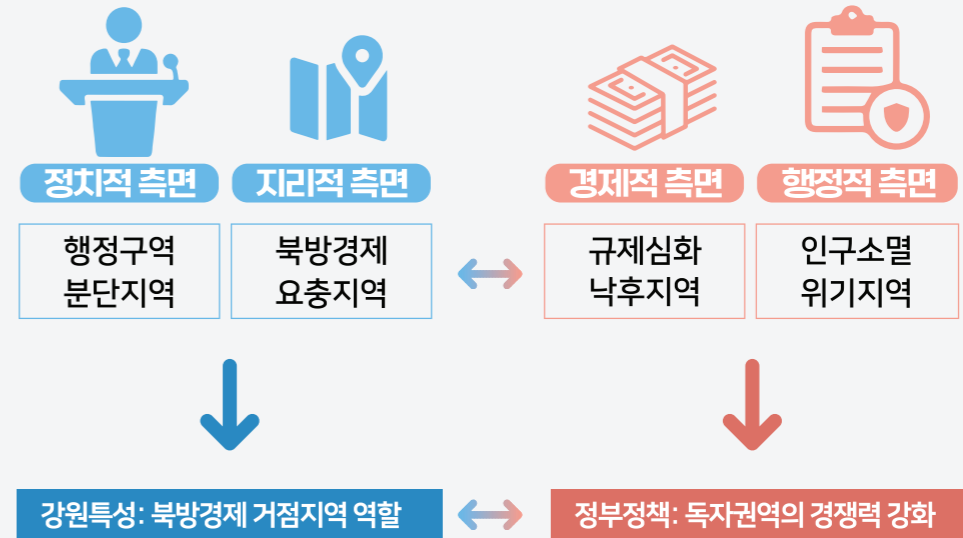 정치적 측면
지리적 측면
경제적 측면
행정적 측면
행정구역
분단지역
북방경제
요충지역
규제심화
낙후지역
인구소멸
위기지역
강원특성: 북방경제 거점지역 역할
정부정책: 독자권역의 경쟁력 강화